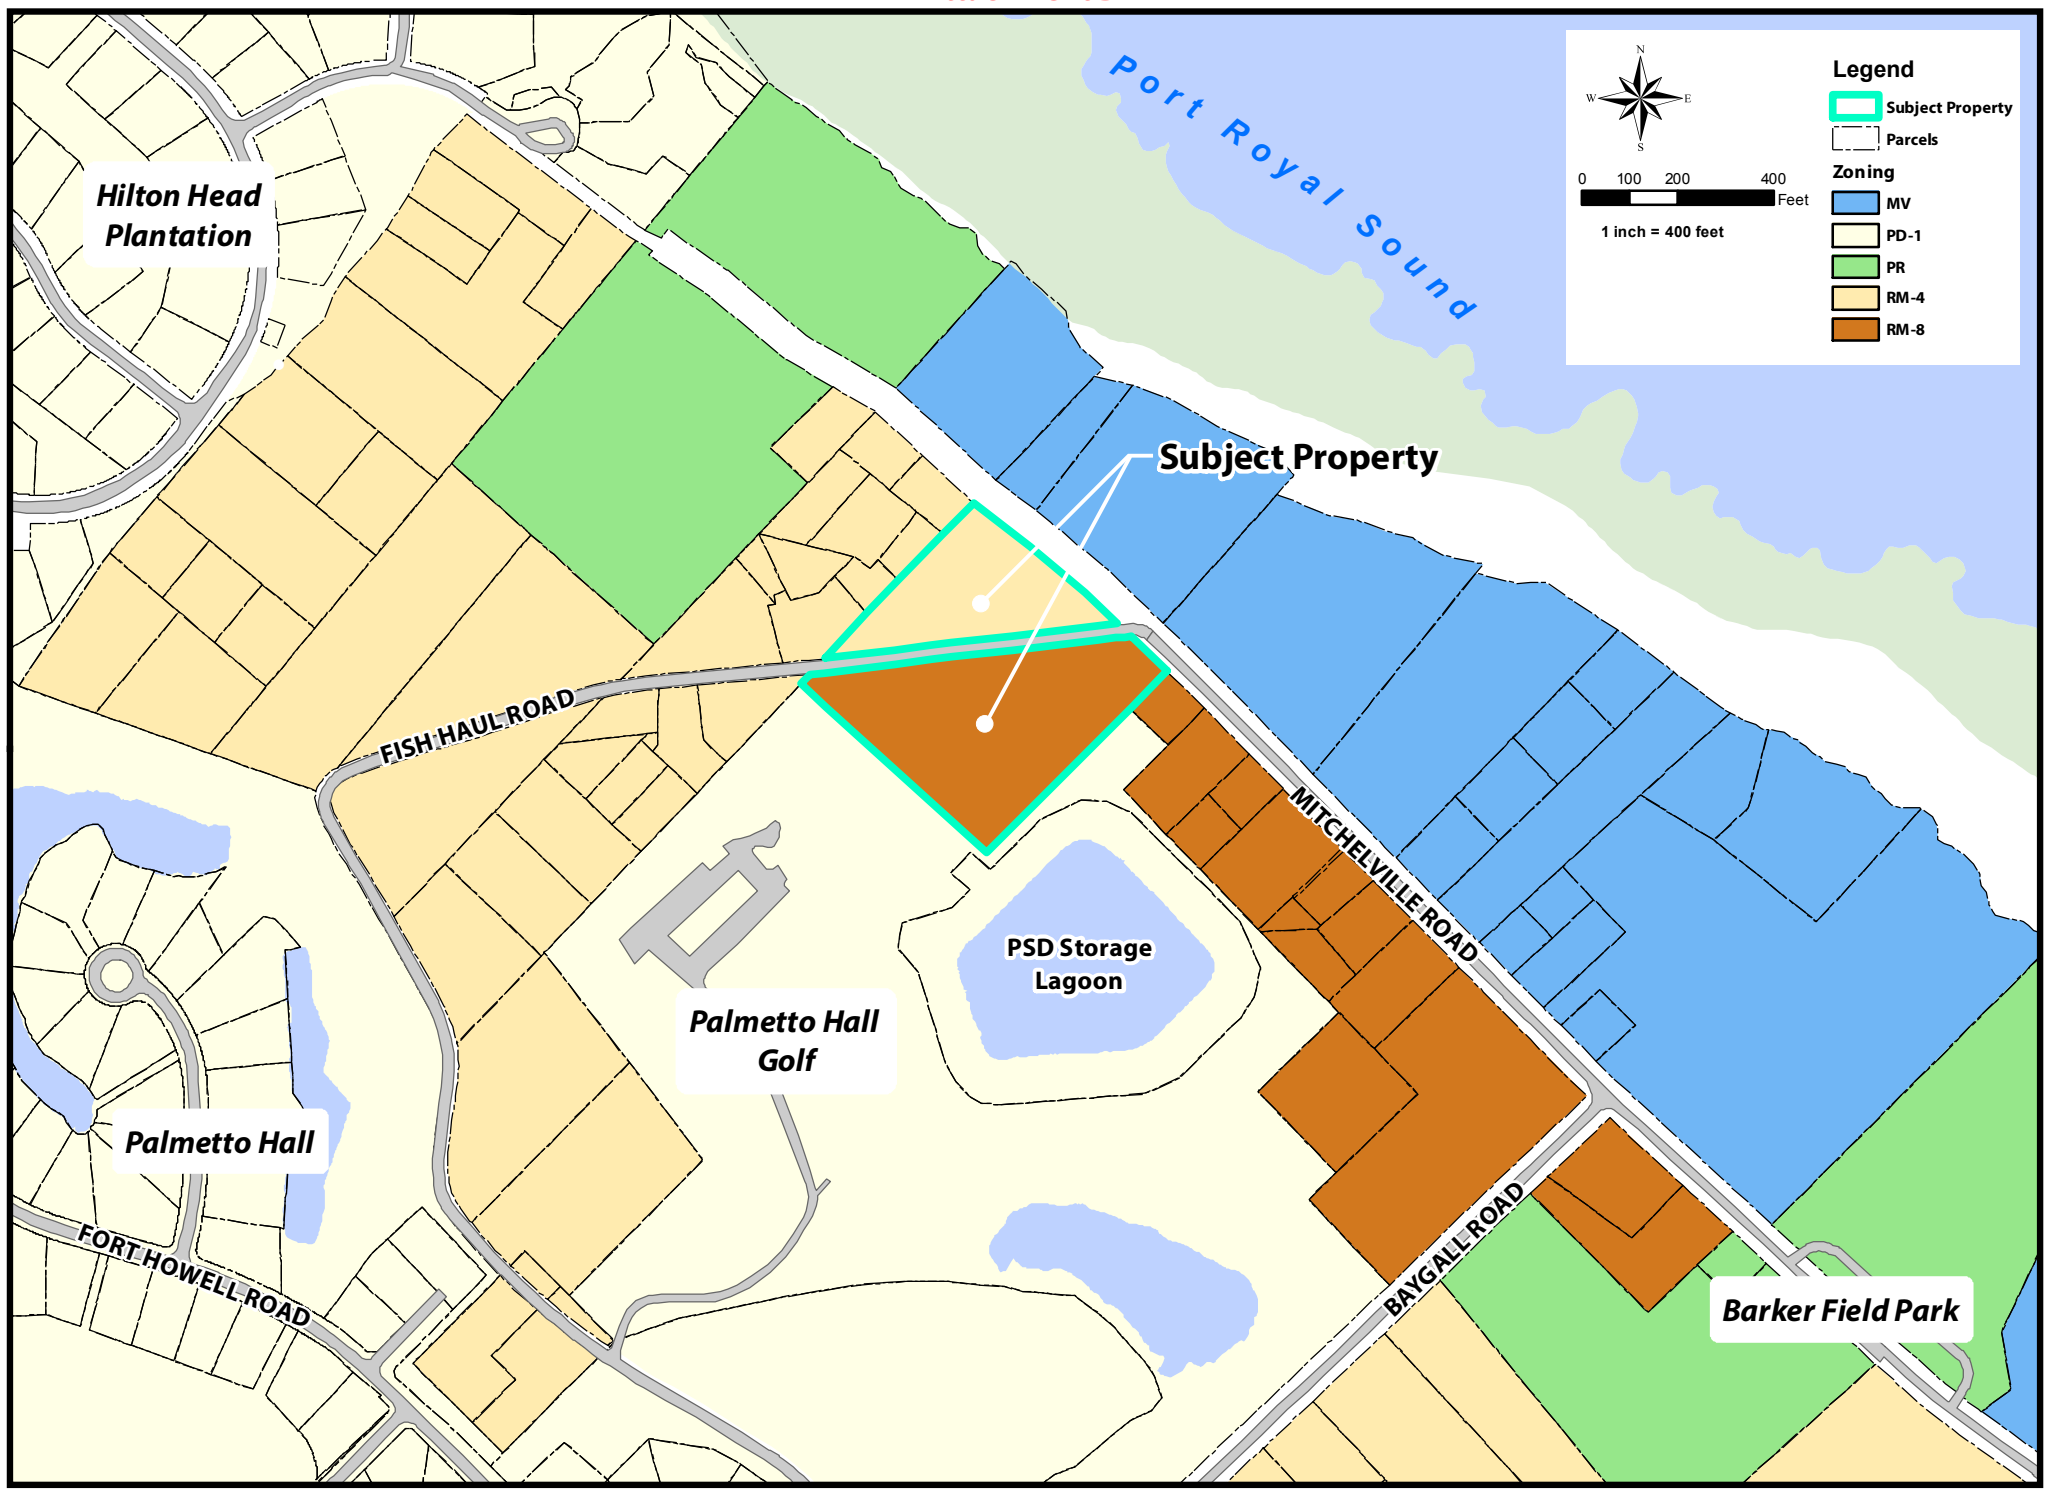 Port Royal Sound
N
W
E
S
0 100 200 400
Feet
1 inch = 400 feet
Legend
Subject Property
Parcels
Zoning
MV
PD-1
PR
RM-4
RM-8
Hilton Head
Plantation
Subject Property
FISH HAUL ROAD
MITCHELVILLE ROAD
PSD Storage
Lagoon
Palmetto Hall
Golf
Palmetto Hall
FORT HOWELL ROAD
BAYGALL ROAD
Barker Field Park